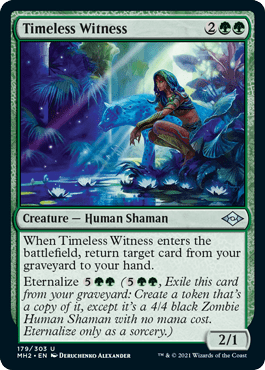 Timeless Witness 2
Creature — Human Shaman
When Timeless Witness enters the
battlefield, return target card from your
graveyard to your hand.
Eternalize 5 (5 , Exile this card
from your graveyard: Create a token that's
a copy of it, except it's a 4/4 black Zombie
Human Shaman with no mana cost.
Eternalize only as a sorcery.)
2/1
179/303 U
MH2 • EN Deruchenko Alexander ™ & © 2021 Wizards of the Coast